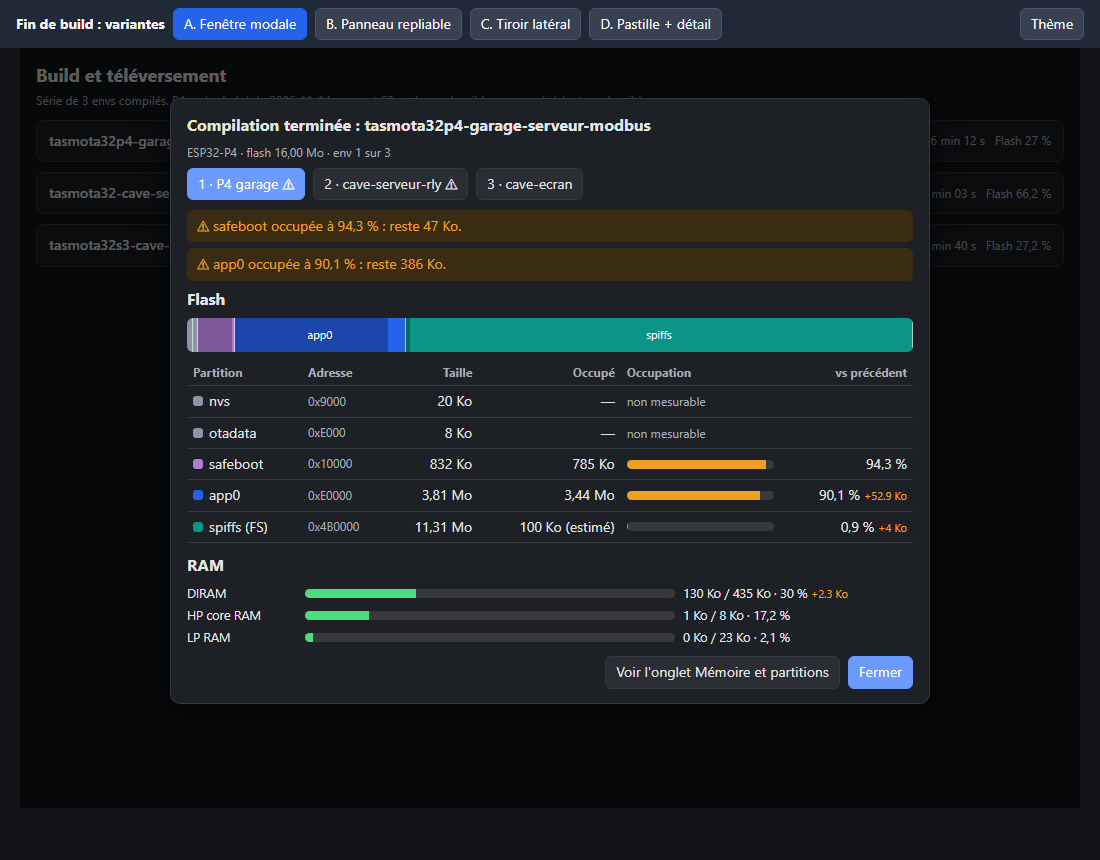 Fin de build : variantes A. Fenêtre modale B. Panneau repliable C. Tiroir latéral D. Pastille + détail Thème
Build et téléversement
Série de 3 envs compilés.
tasmota32p4-garag 6 min 12 s Flash 27 %
tasmota32-cave-se min 03 s Flash 66,2 %
tasmota32s3-cave- min 40 s Flash 27,2 %
Compilation terminée : tasmota32p4-garage-serveur-modbus
ESP32-P4 · flash 16,00 Mo · env 1 sur 3
1 · P4 garage ⚠ 2 · cave-serveur-rly ⚠ 3 · cave-ecran
⚠ safeboot occupée à 94,3 % : reste 47 Ko.
⚠ app0 occupée à 90,1 % : reste 386 Ko.
Flash
app0 spiffs
Partition Adresse Taille Occupé Occupation vs précédent
nvs 0x9000 20 Ko — non mesurable
otadata 0xE000 8 Ko — non mesurable
safeboot 0x10000 832 Ko 785 Ko 94,3 %
app0 0xE0000 3,81 Mo 3,44 Mo 90,1 % +52.9 Ko
spiffs (FS) 0x4B0000 11,31 Mo 100 Ko (estimé) 0,9 % +4 Ko
RAM
DIRAM 130 Ko / 435 Ko · 30 % +2.3 Ko
HP core RAM 1 Ko / 8 Ko · 17,2 %
LP RAM 0 Ko / 23 Ko · 2,1 %
Voir l'onglet Mémoire et partitions Fermer